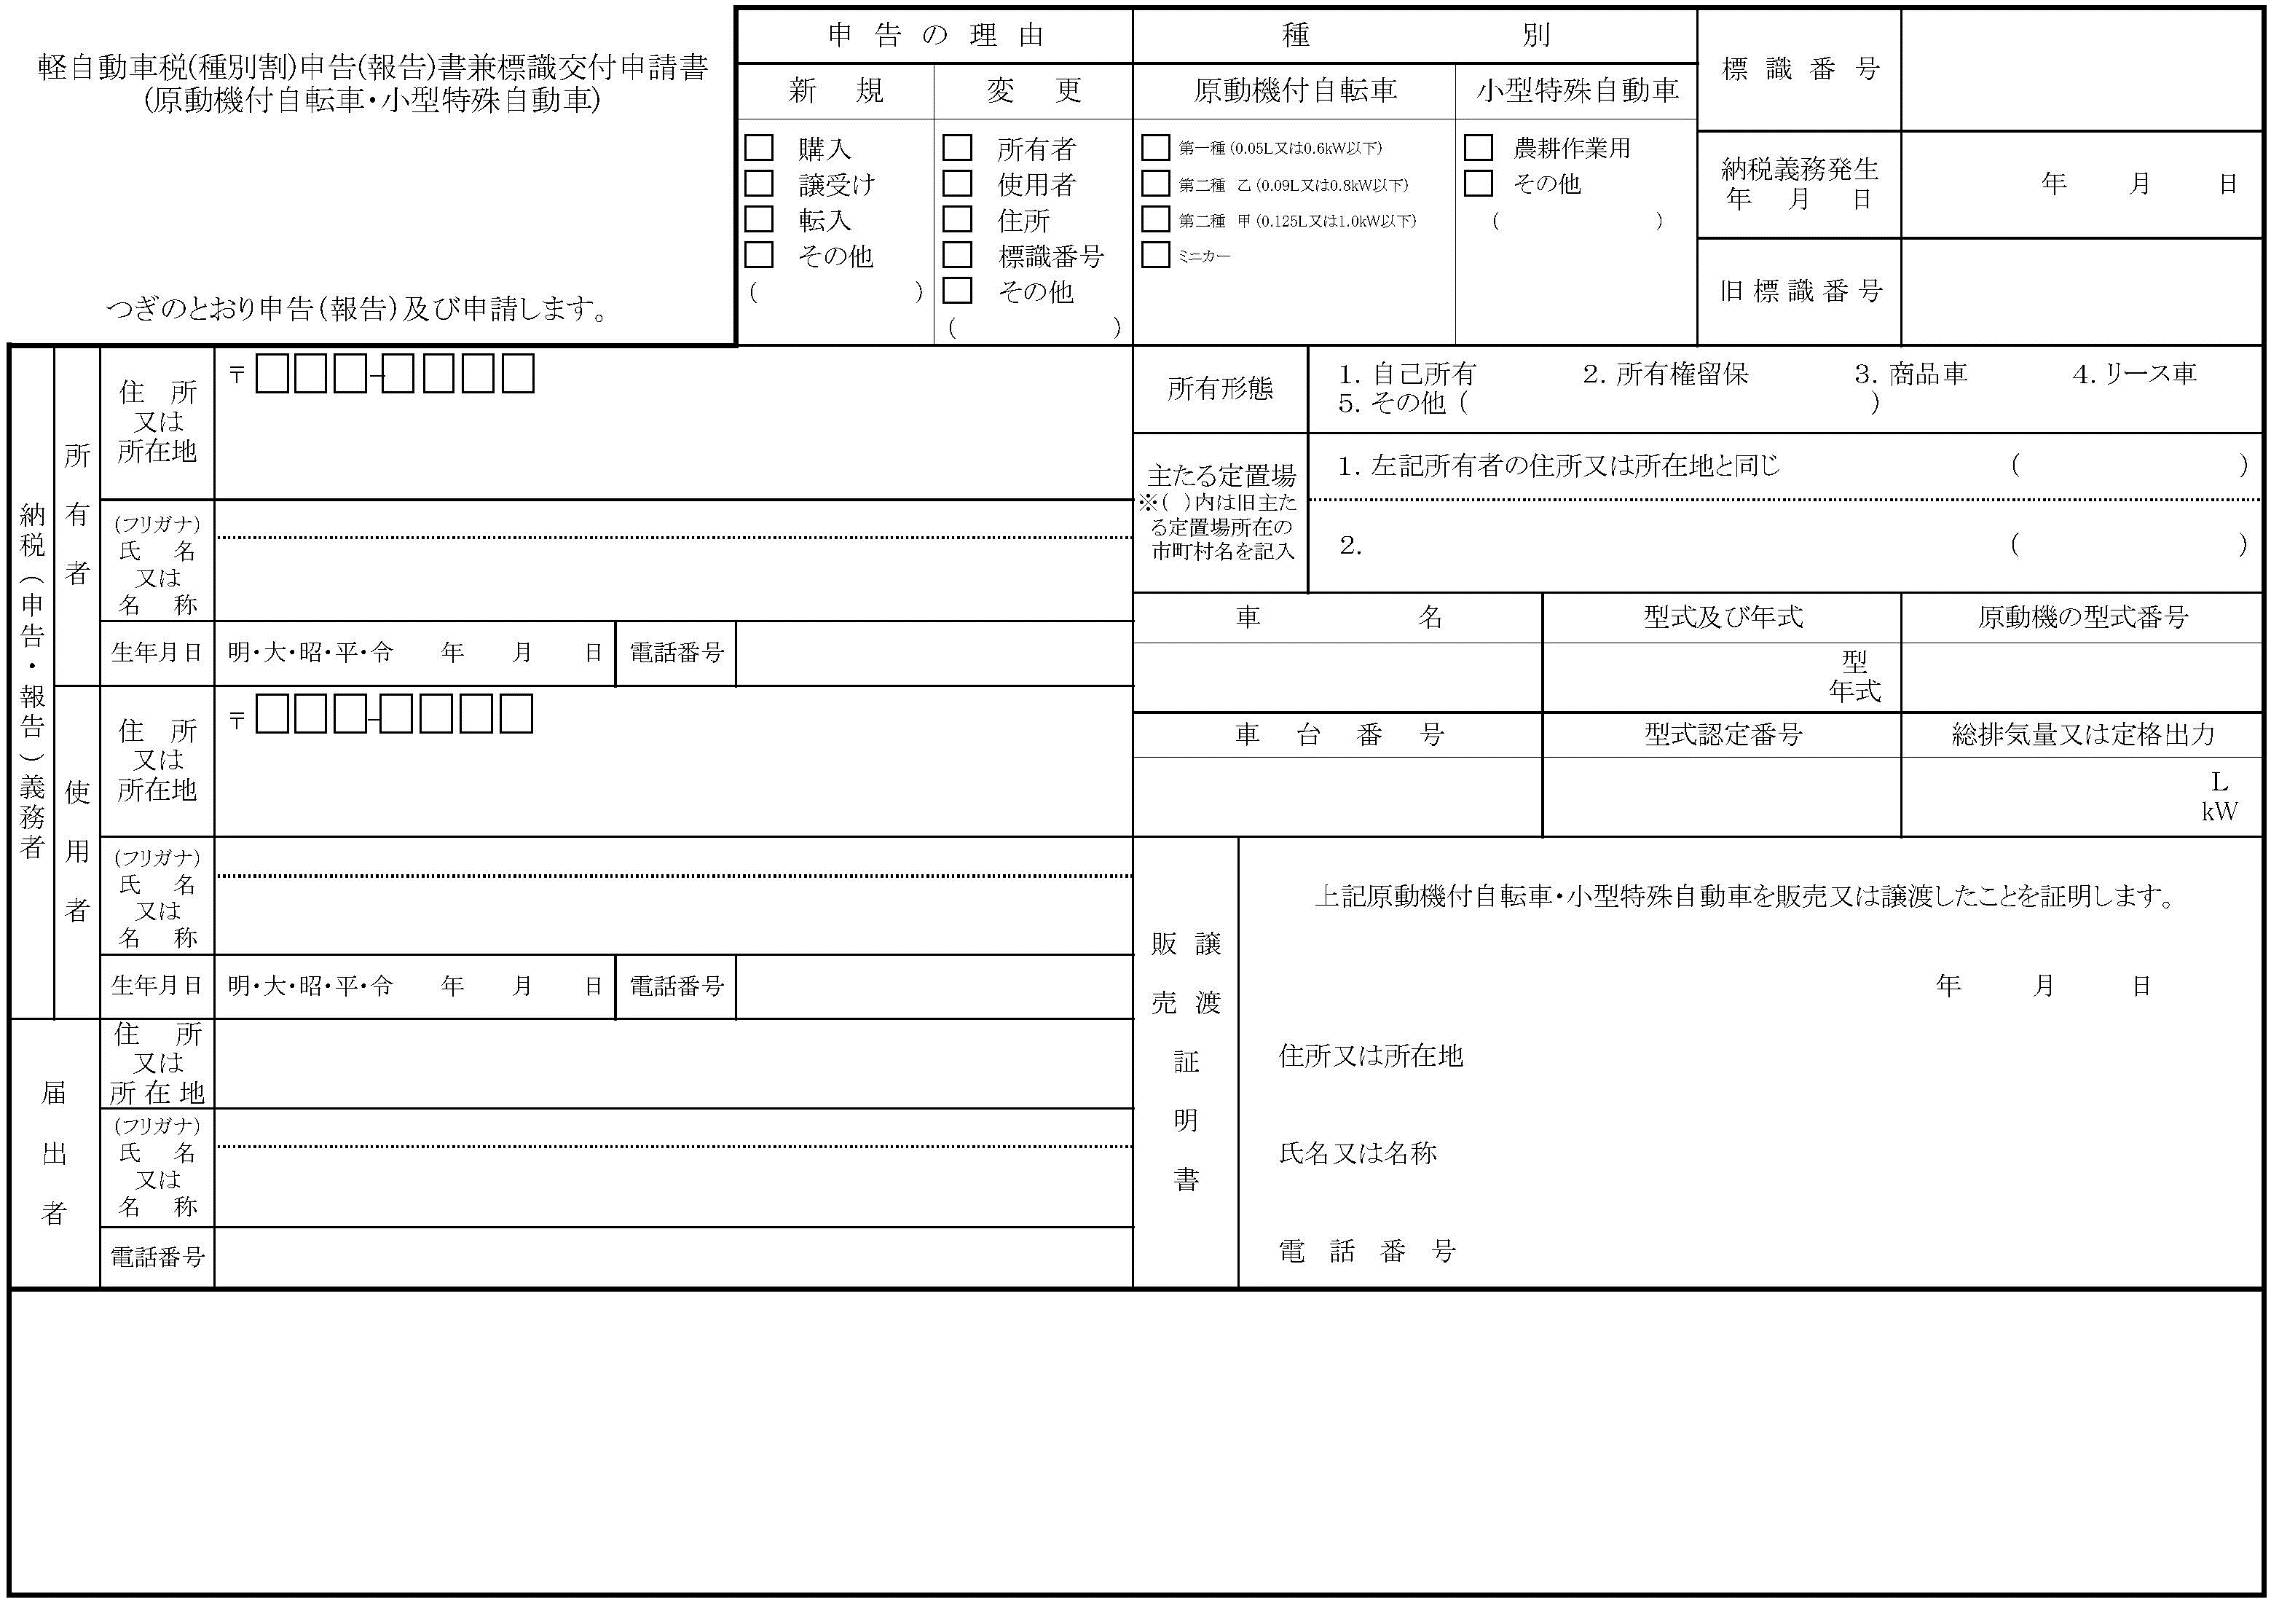 軽自動車税(種別割)申告(報告)書兼標識交付申請書
(原動機付自転車・小型特殊自動車)
つぎのとおり申告(報告)及び申請します。
申告の理由
新規
購入
譲受け
転入
その他
( )
変更
所有者
使用者
住所
標識番号
その他
( )
種別
原動機付自転車
第一種 (0.05L又は0.6kW以下)
第二種 乙 (0.09L又は0.8kW以下)
第二種 甲 (0.125L又は1.0kW以下)
ミニカー
小型特殊自動車
農耕作業用
その他
( )
標識番号
納税義務発生
年 月 日
年 月 日
旧標識番号
納税(申告・報告)義務者
所有者
住所
又は
所在地
〒 -
(フリガナ)
氏名
又は
名称
生年月日
明・大・昭・平・令 年 月 日
電話番号
使用者
住所
又は
所在地
〒 -
(フリガナ)
氏名
又は
名称
生年月日
明・大・昭・平・令 年 月 日
電話番号
届出者
住所
又は
所在地
(フリガナ)
氏名
又は
名称
電話番号
所有形態
1. 自己所有 2. 所有権留保 3. 商品車 4. リース車
5. その他 ( )
主たる定置場
※( )内は旧主た
る定置場所在の
市町村名を記入
1. 左記所有者の住所又は所在地と同じ ( )
2. ( )
車名
型式及び年式
原動機の型式番号
型
年式
車台番号
型式認定番号
総排気量又は定格出力
L
kW
販売
譲渡
証明書
上記原動機付自転車・小型特殊自動車を販売又は譲渡したことを証明します。
年 月 日
住所又は所在地
氏名又は名称
電話番号